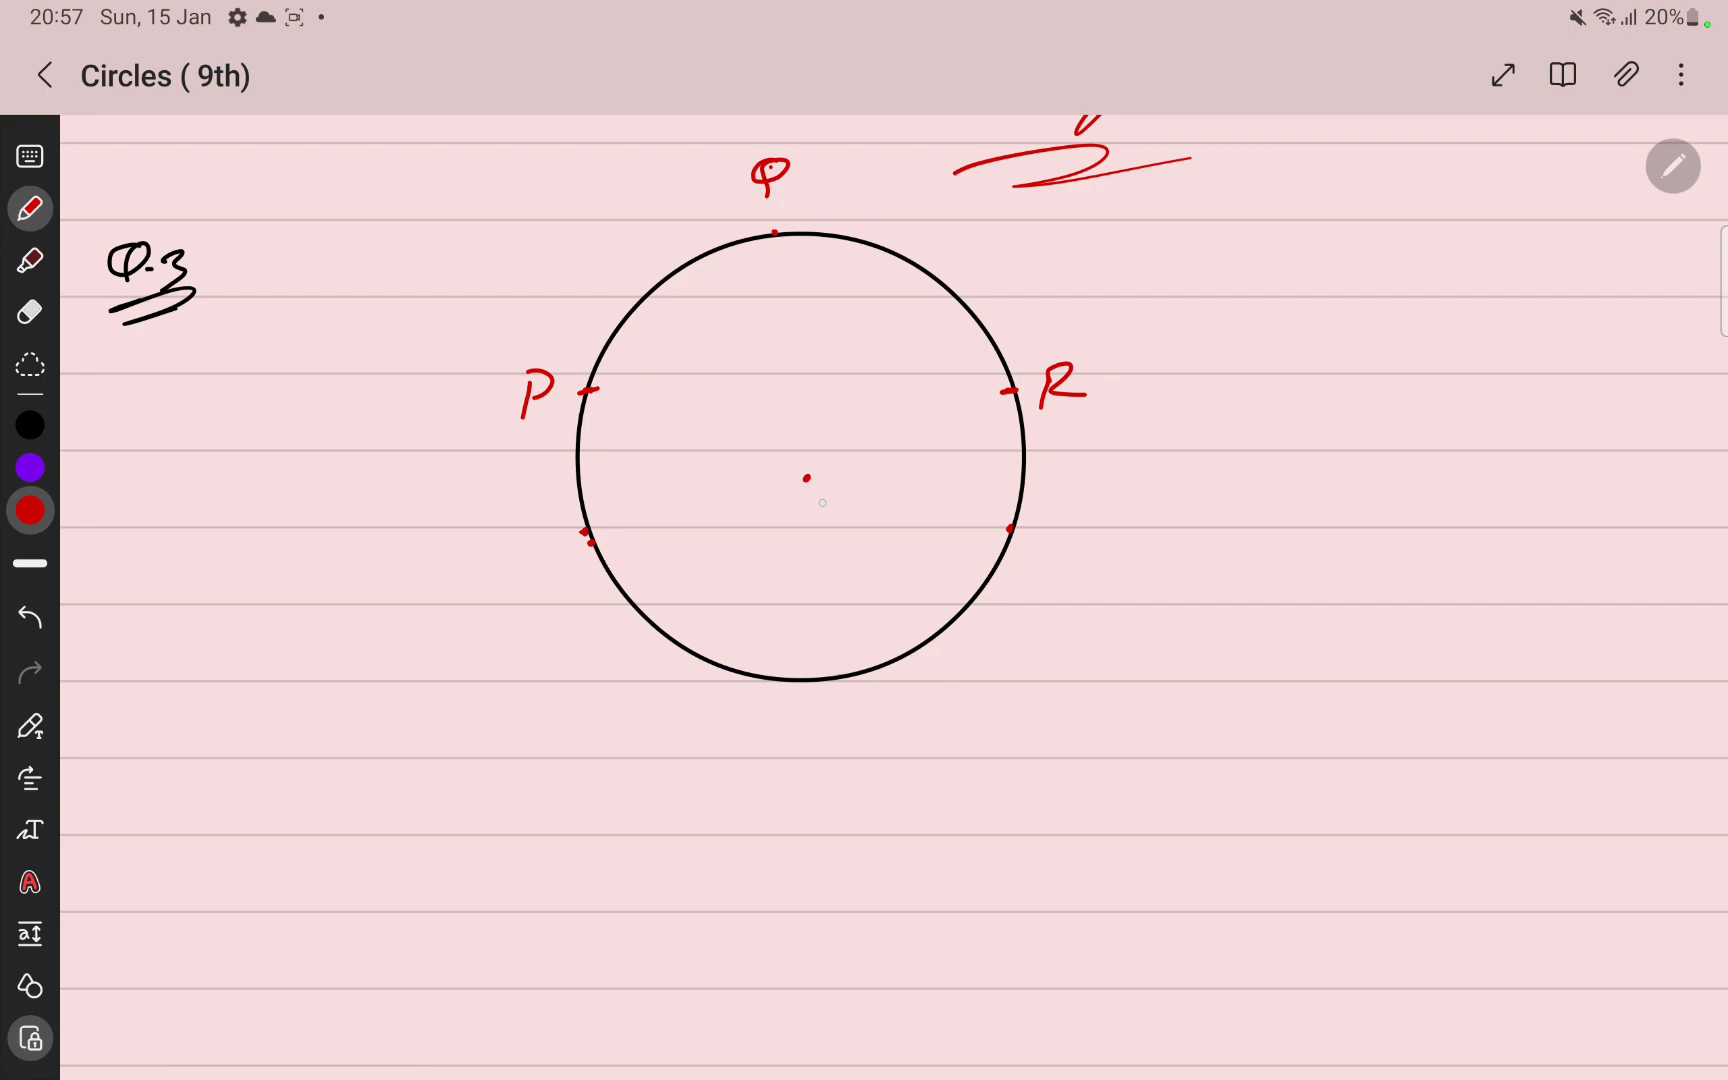 20:57 Sun, 15 Jan 20%
Circles ( 9th)
Q
Q.3
P R